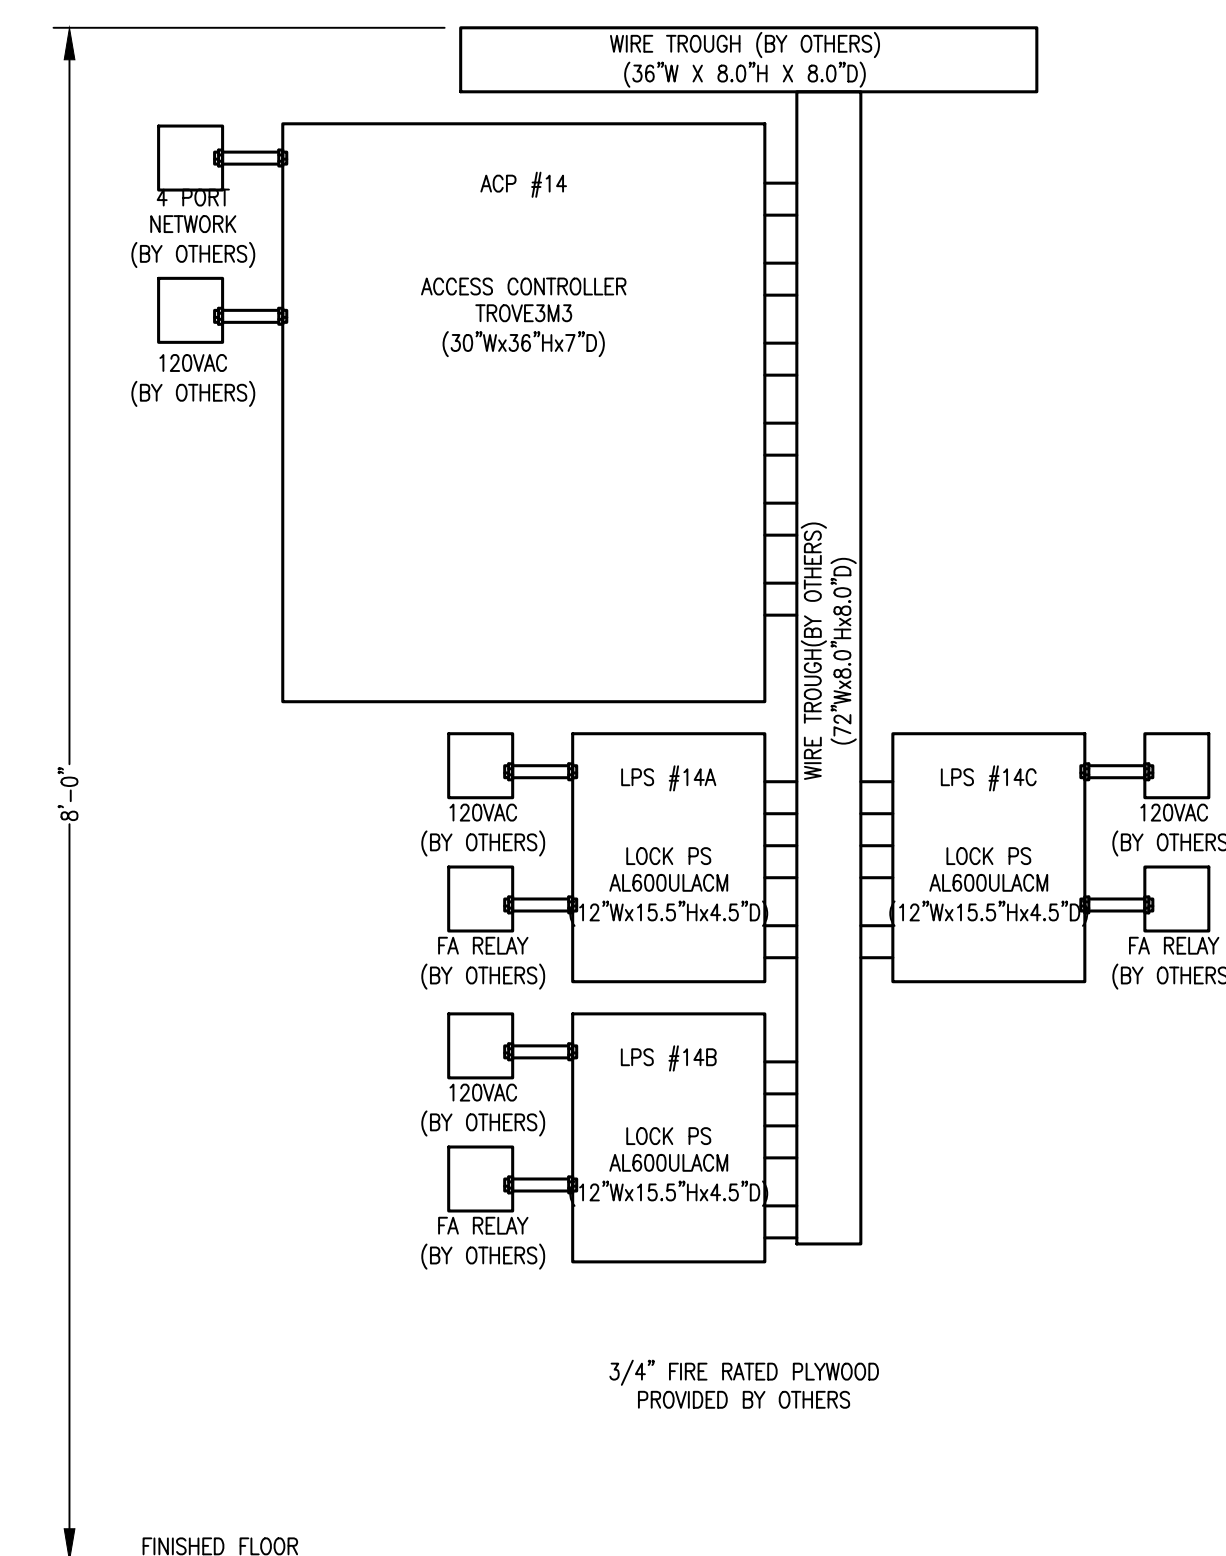 WIRE TROUGH (BY OTHERS)
(36"W X 8.0"H X 8.0"D)
4 PORT
NETWORK
(BY OTHERS)
120VAC
(BY OTHERS)
ACP #14
ACCESS CONTROLLER
TROVE3M3
(30"Wx36"Hx7"D)
WIRE TROUGH(BY OTHERS)
(72"Wx8.0"Hx8.0"D)
8'-0"
120VAC
(BY OTHERS)
FA RELAY
(BY OTHERS)
LPS #14A
LOCK PS
AL600ULACM
(12"Wx15.5"Hx4.5"D)
LPS #14C
LOCK PS
AL600ULACM
(12"Wx15.5"Hx4.5"D)
120VAC
(BY OTHERS
FA RELAY
(BY OTHERS
120VAC
(BY OTHERS)
FA RELAY
(BY OTHERS)
LPS #14B
LOCK PS
AL600ULACM
(12"Wx15.5"Hx4.5"D)
3/4" FIRE RATED PLYWOOD
PROVIDED BY OTHERS
FINISHED FLOOR